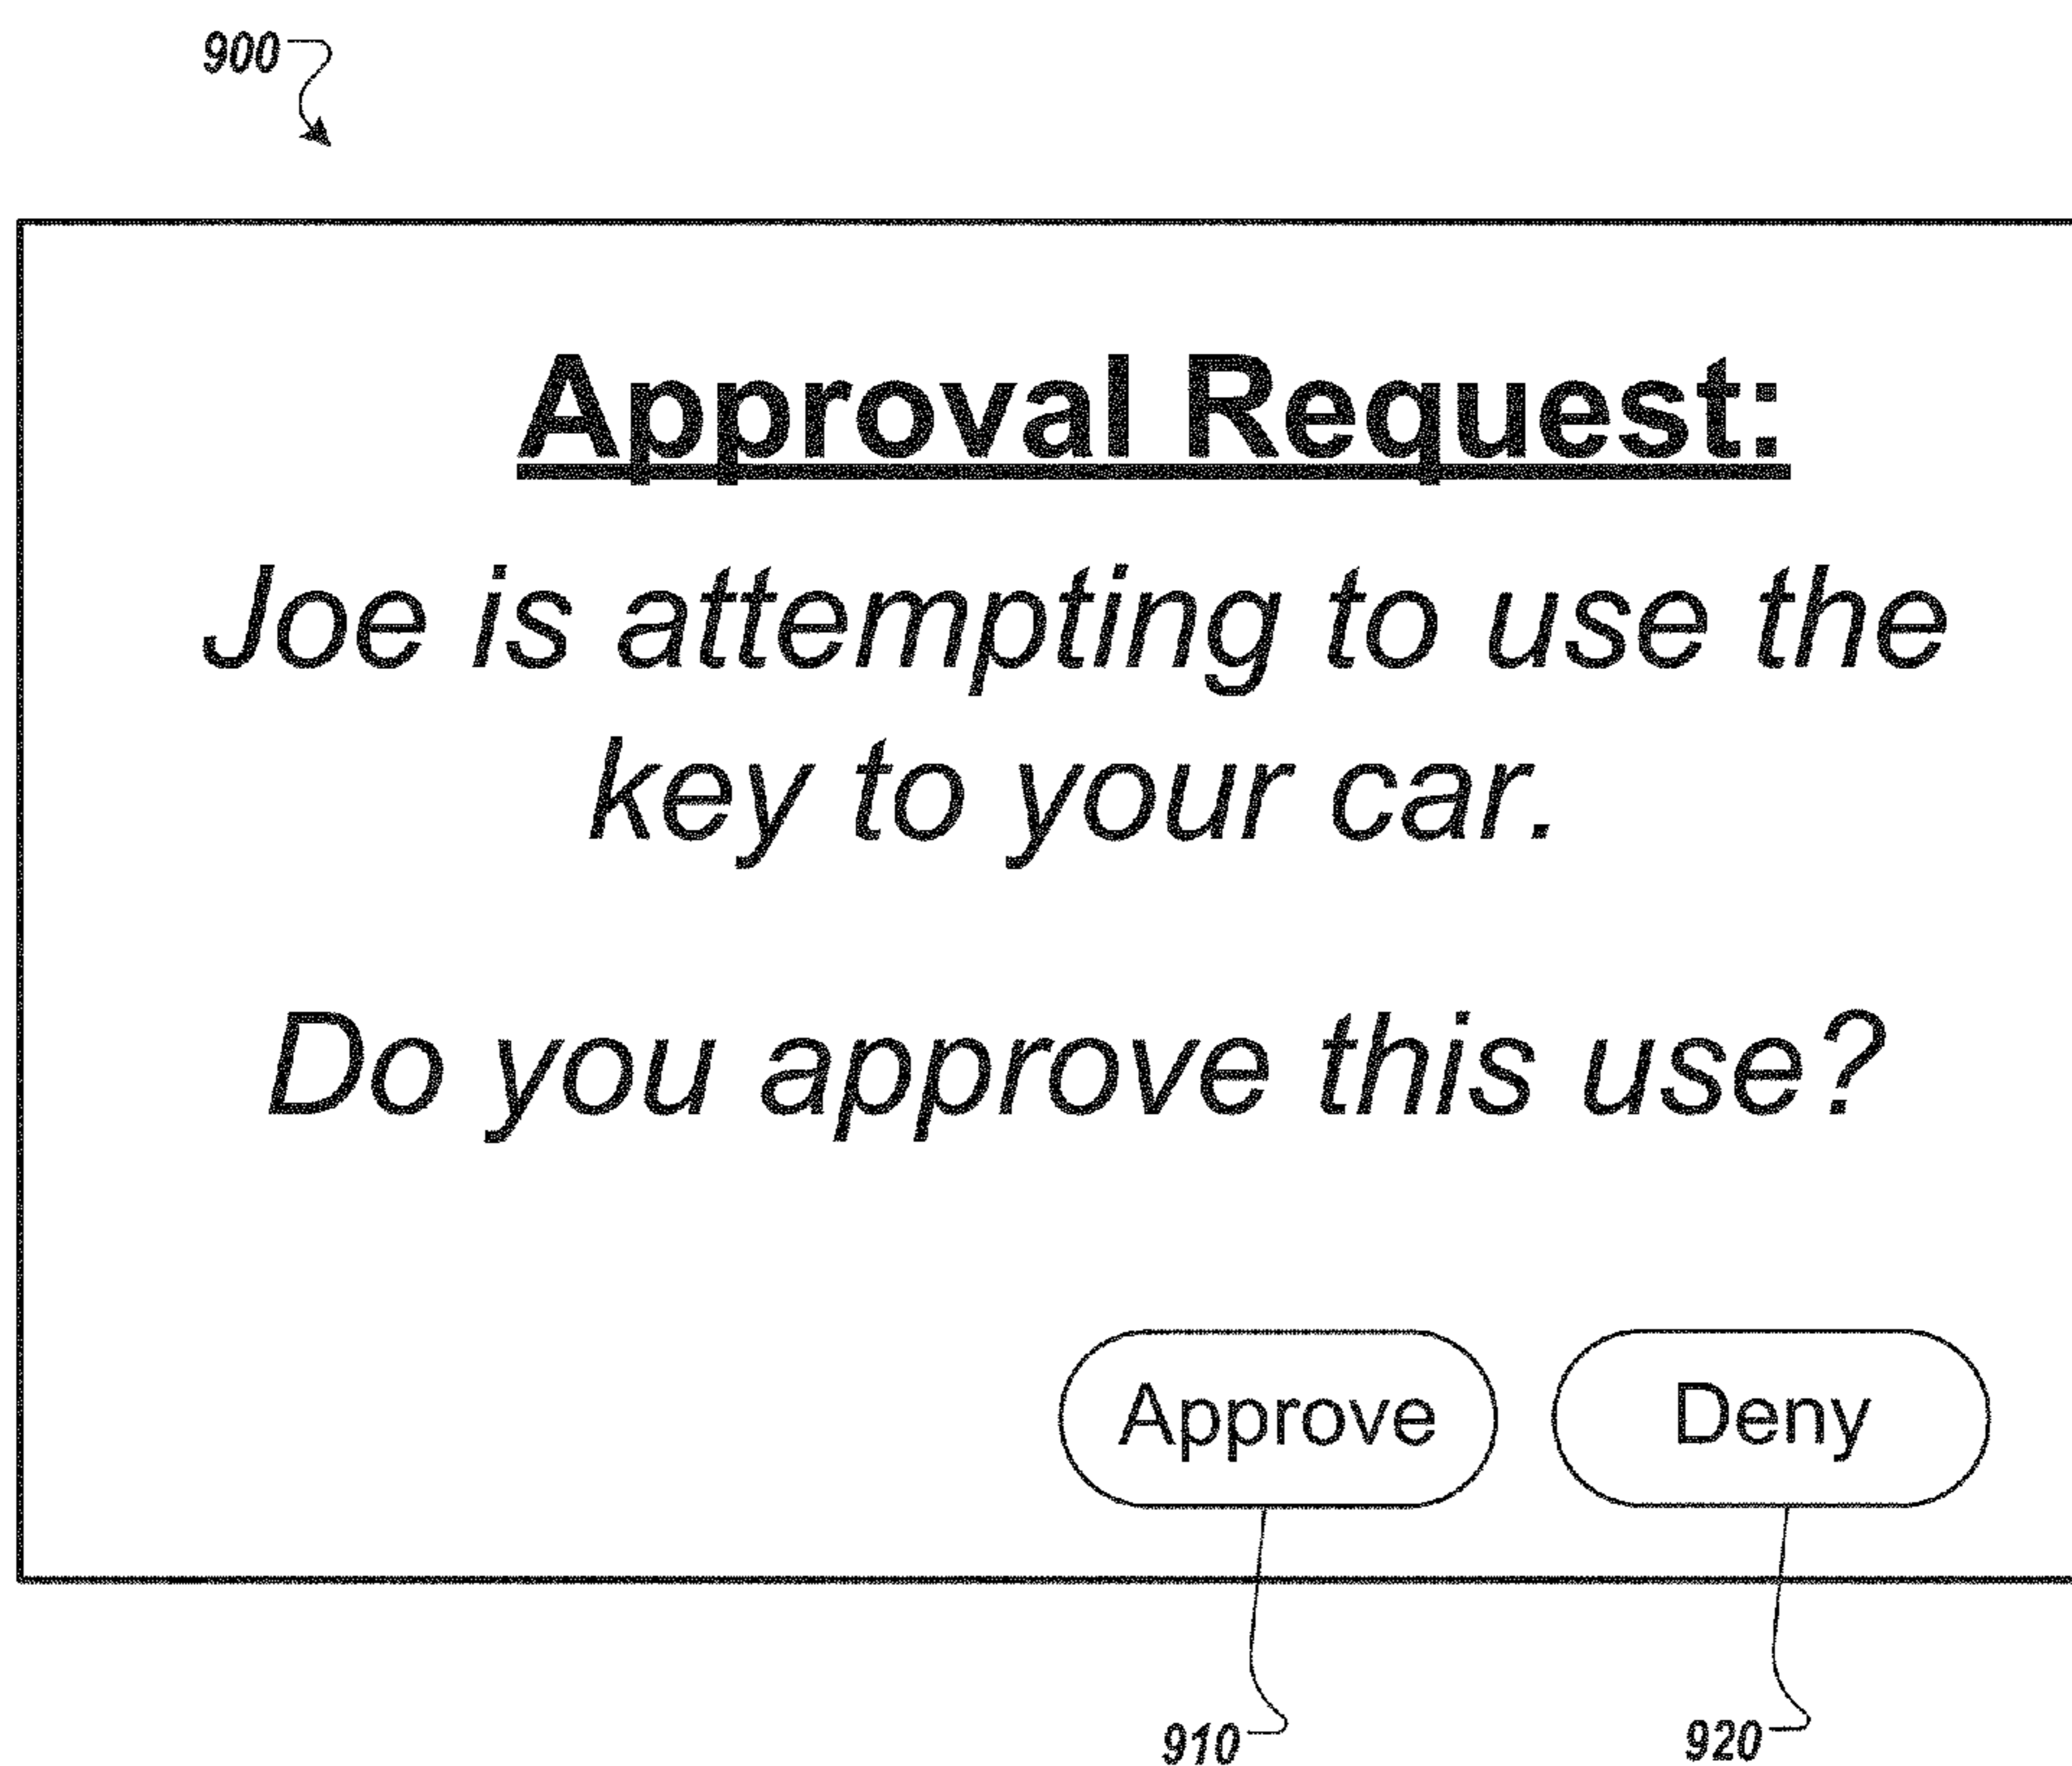 900
Approval Request:
Joe is attempting to use the
key to your car.
Do you approve this use?
Approve Deny
910 920